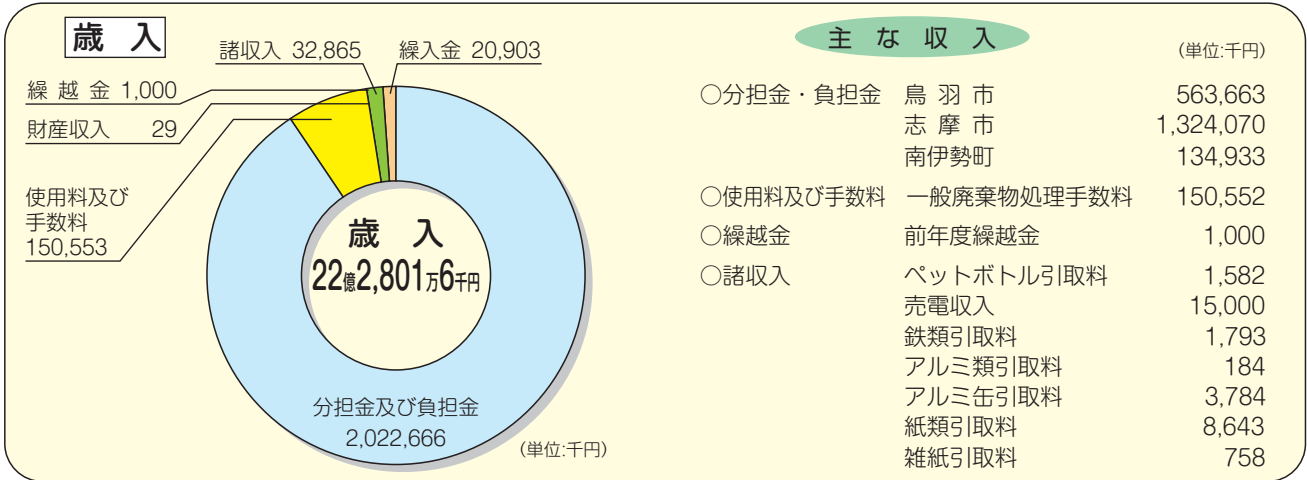 歳 入
諸収入 32,865
繰入金 20,903
繰 越 金 1,000
財産収入 29
使用料及び
手数料
150,553
歳 入
22億2,801万6千円
分担金及び負担金
2,022,666
(単位:千円)
主 な 収 入
(単位:千円)
○分担金・負担金 鳥 羽 市 563,663
志 摩 市 1,324,070
南伊勢町 134,933
○使用料及び手数料 一般廃棄物処理手数料 150,552
○繰越金 前年度繰越金 1,000
○諸収入 ペットボトル引取料 1,582
売電収入 15,000
鉄類引取料 1,793
アルミ類引取料 184
アルミ缶引取料 3,784
紙類引取料 8,643
雑紙引取料 758